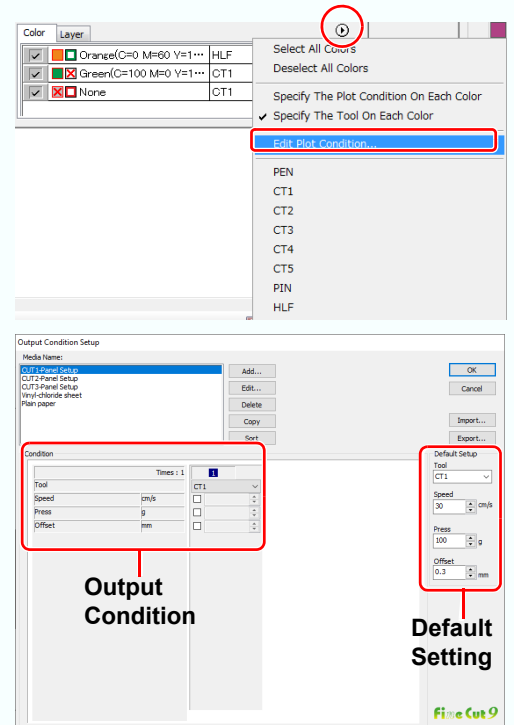 Color Layer
Orange(C=0 M=60 Y=1··· HLF
Green(C=100 M=0 Y=1··· CT1
None CT1
Select All Colors
Deselect All Colors
Specify The Plot Condition On Each Color
✓ Specify The Tool On Each Color
Edit Plot Condition...
PEN
CT1
CT2
CT3
CT4
CT5
PIN
HLF
Output Condition Setup
Media Name:
CUT1-Panel Setup
CUT2-Panel Setup
CUT3-Panel Setup
Vinyl-chloride sheet
Plain paper
Add...
Edit...
Delete
Copy
Sort
OK
Cancel
Import...
Export...
Condition
Times : 1 1
Tool CT1
Speed cm/s
Press g
Offset mm
Default Setup
Tool
CT1
Speed
30 cm/s
Press
100 g
Offset
0.3 mm
Output
Condition
Default
Setting
Fine Cut 9